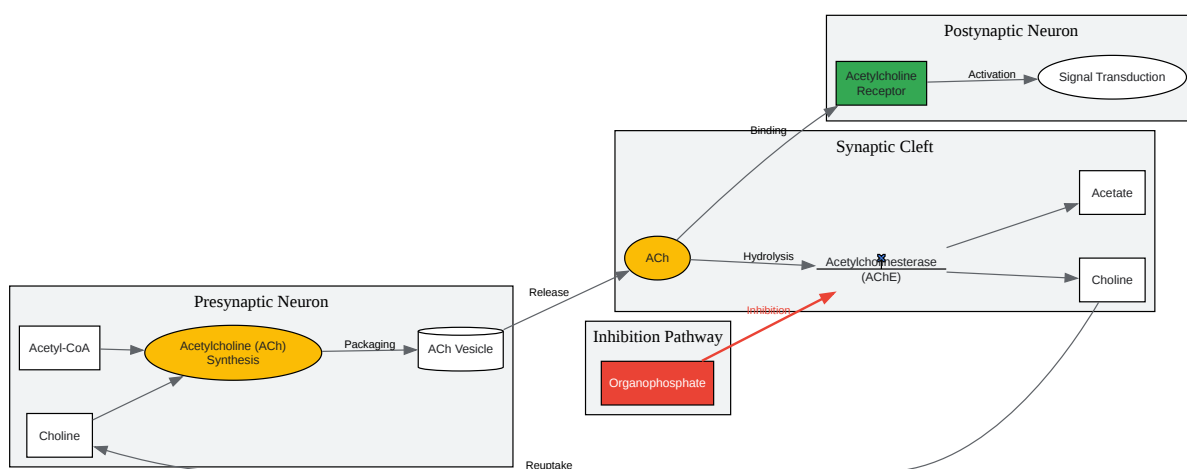 Postynaptic Neuron
Acetylcholine
Receptor
Activation
Signal Transduction
Binding
Synaptic Cleft
Acetate
ACh
Hydrolysis
Acetylcholinesterase
(AChE)
Choline
Release
Presynaptic Neuron
Inhibition
Inhibition Pathway
Organophosphate
Acetyl-CoA
Acetylcholine (ACh)
Synthesis
Packaging
ACh Vesicle
Choline
Reuptake